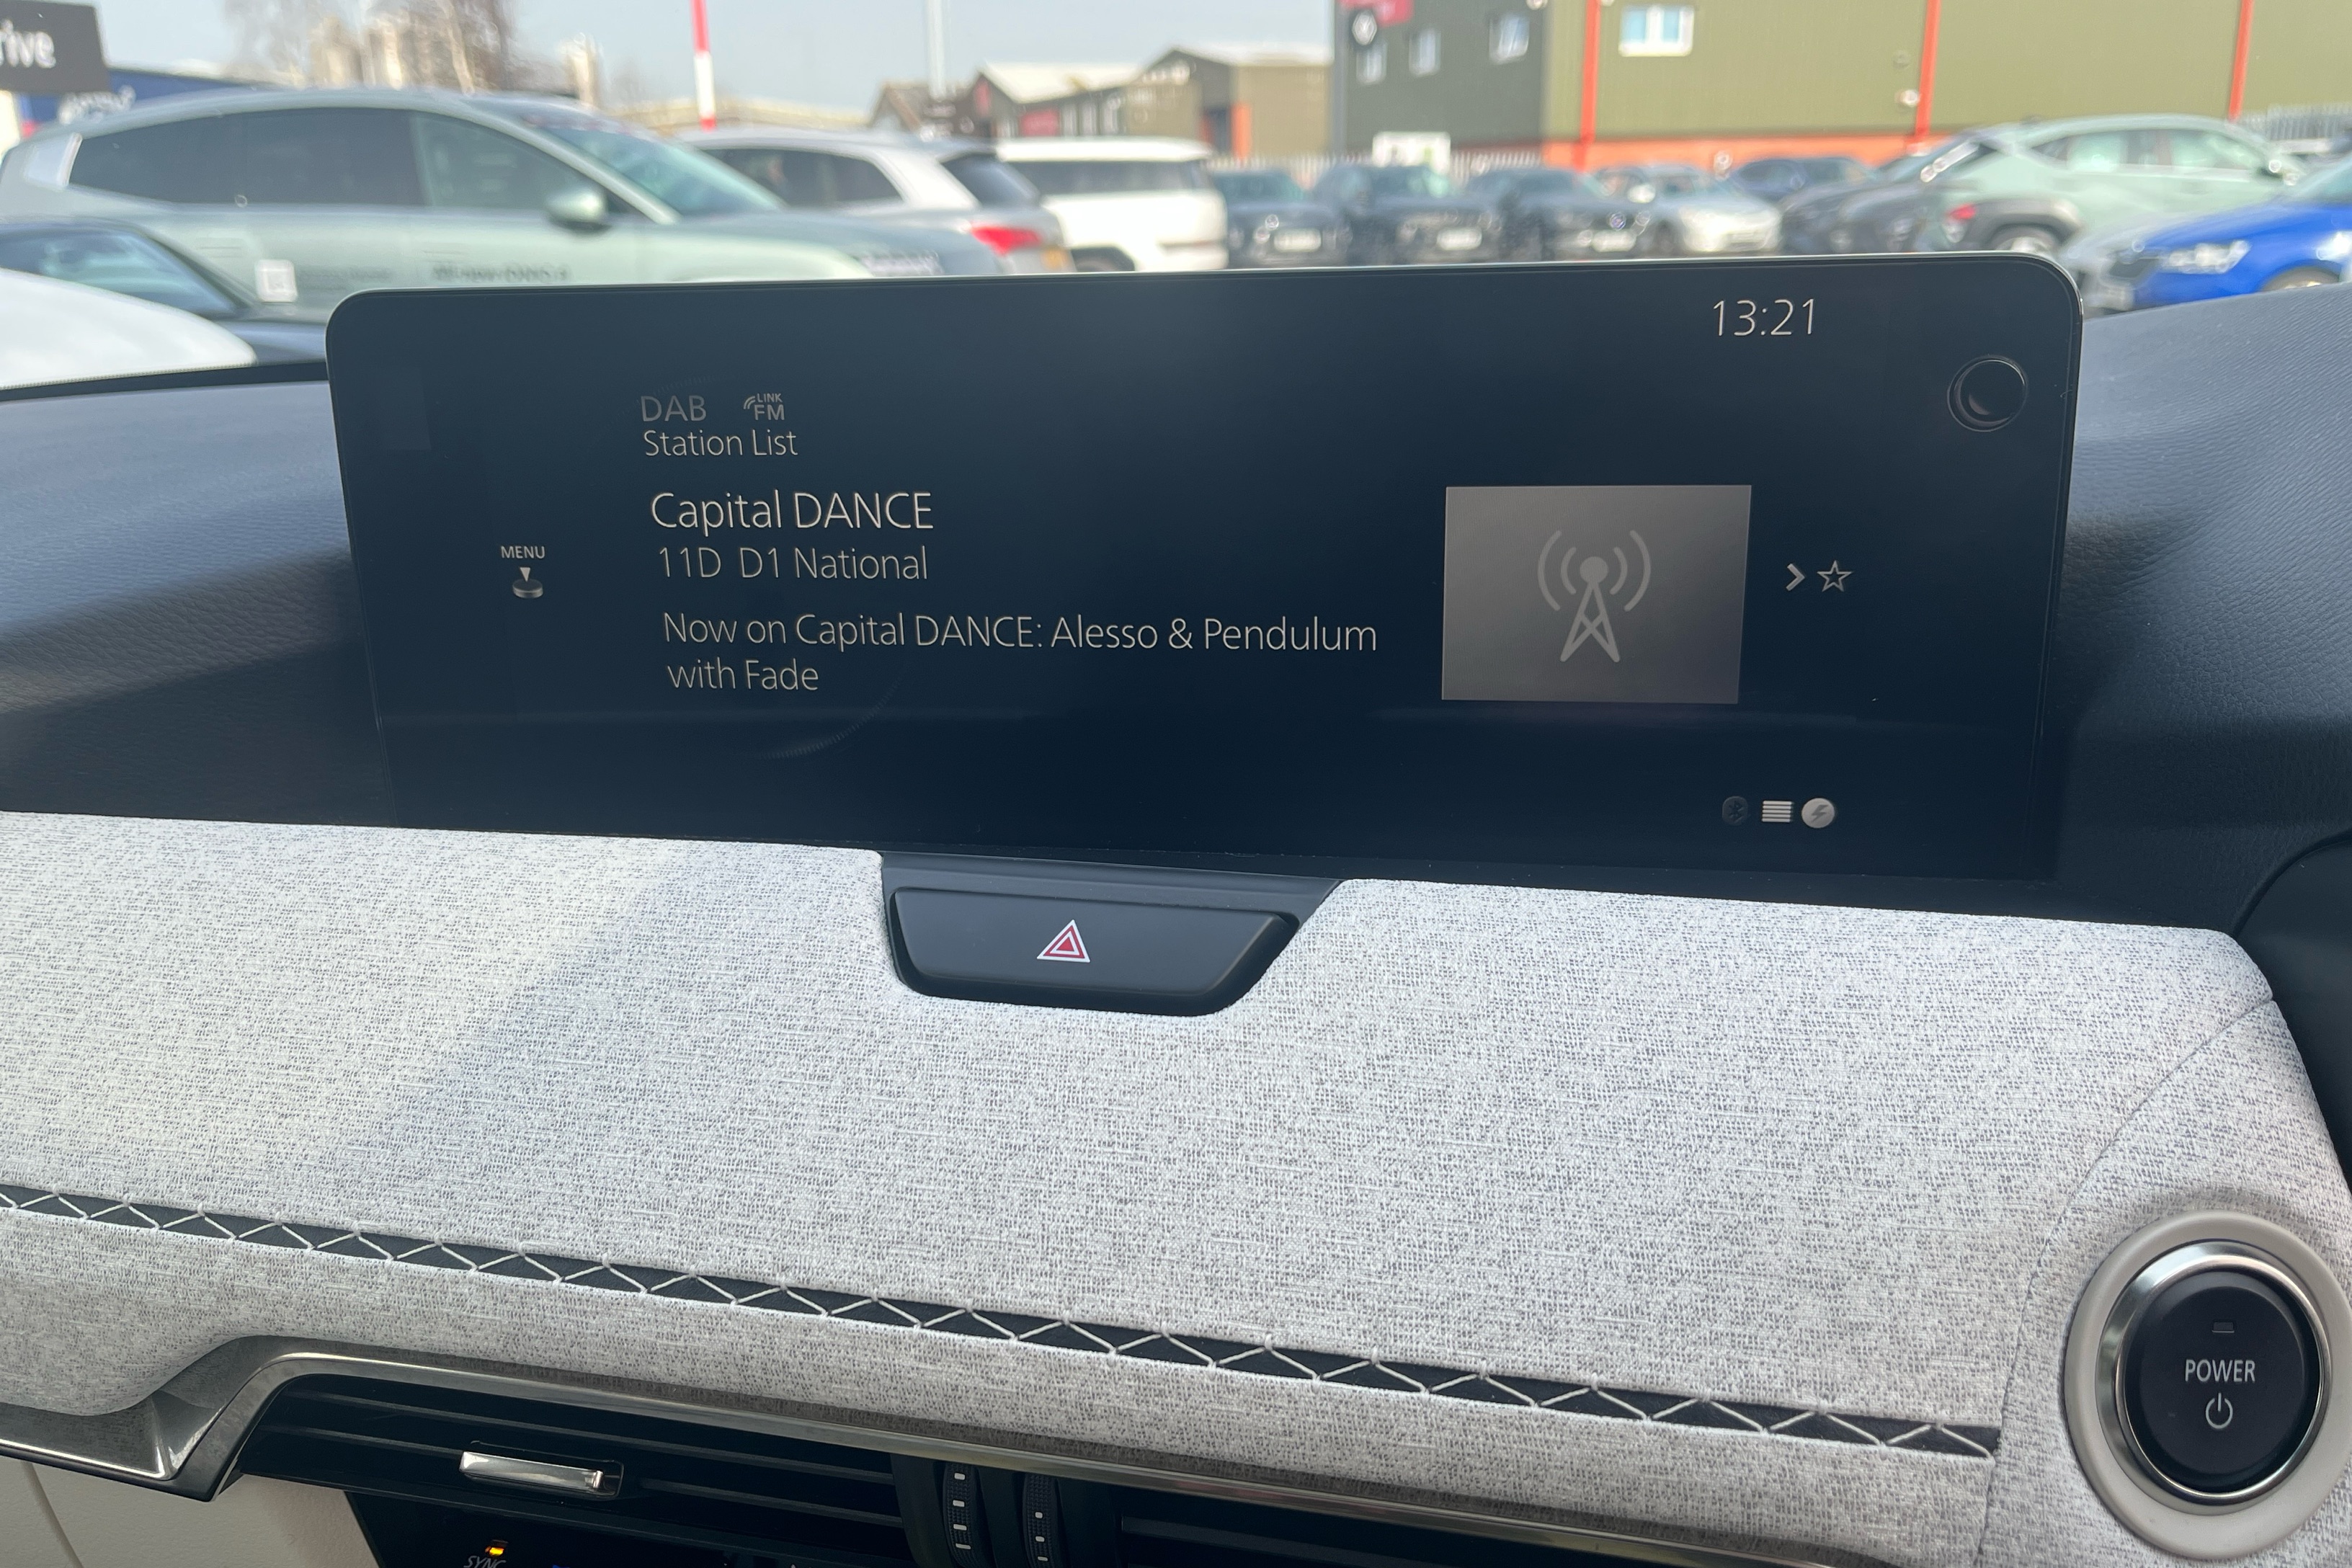 rive
13:21
DAB LINK FM
Station List
Capital DANCE
MENU
11D D1 National
Now on Capital DANCE: Alesso & Pendulum
with Fade
POWER
SYNC